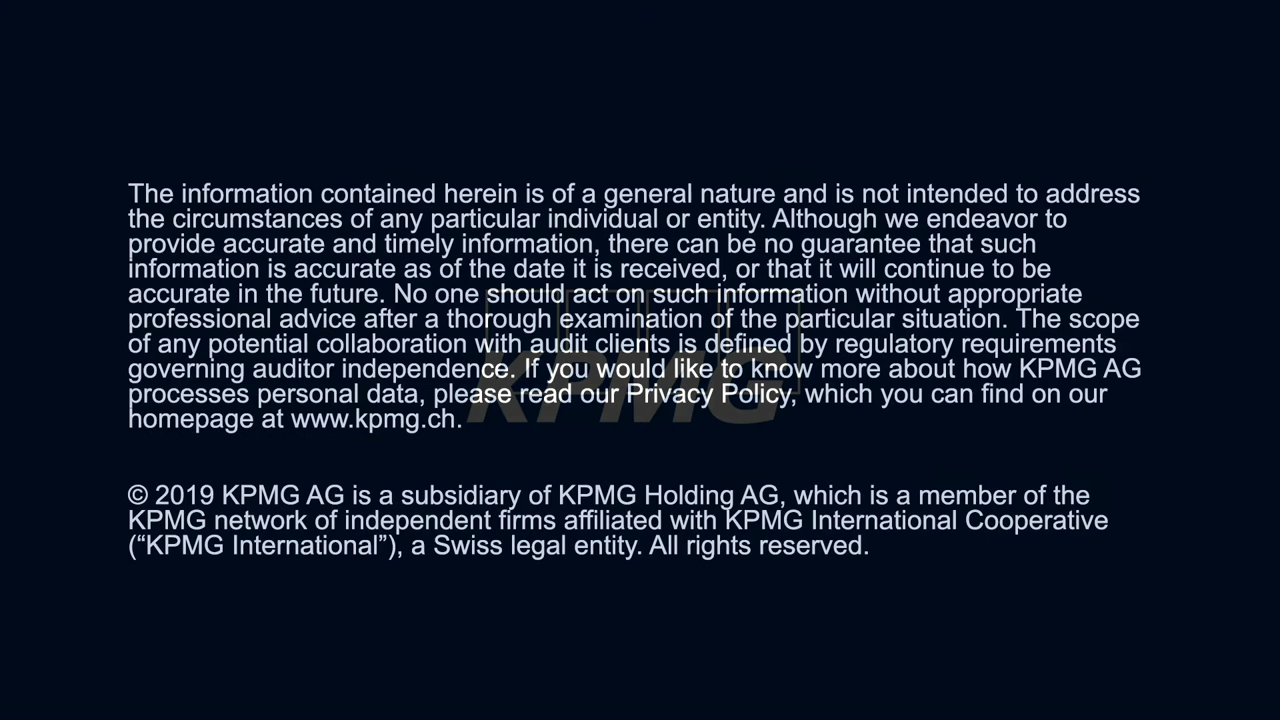 The information contained herein is of a general nature and is not intended to address
the circumstances of any particular individual or entity. Although we endeavor to
provide accurate and timely information, there can be no guarantee that such
information is accurate as of the date it is received, or that it will continue to be
accurate in the future. No one should act on such information without appropriate
professional advice after a thorough examination of the particular situation. The scope
of any potential collaboration with audit clients is defined by regulatory requirements
governing auditor independence. If you would like to know more about how KPMG AG
processes personal data, please read our Privacy Policy, which you can find on our
homepage at www.kpmg.ch.
KPMG
© 2019 KPMG AG is a subsidiary of KPMG Holding AG, which is a member of the
KPMG network of independent firms affiliated with KPMG International Cooperative
(“KPMG International”), a Swiss legal entity. All rights reserved.